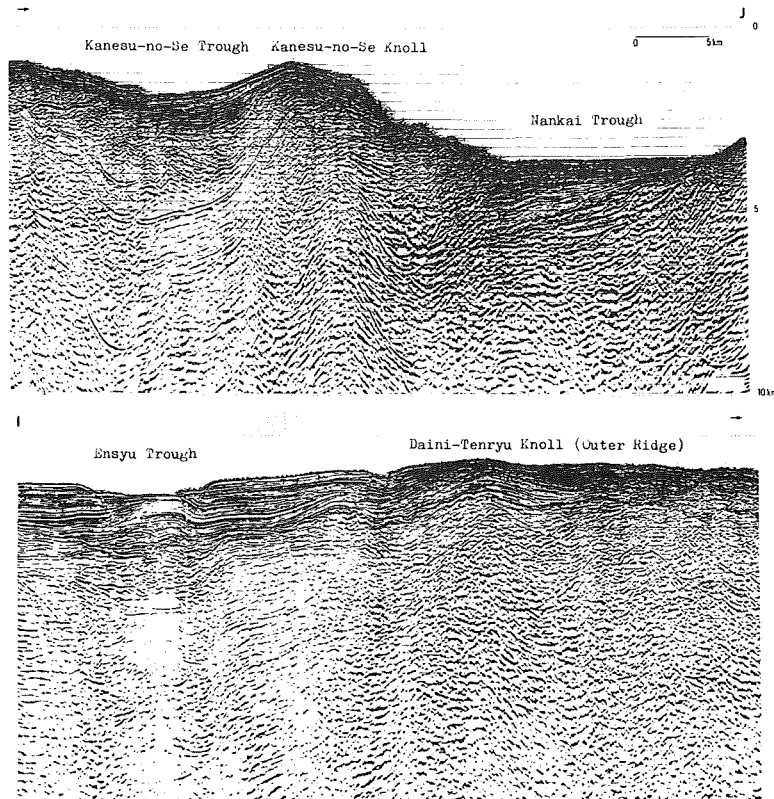 J
0
Kanesu-no-Se Trough Kanesu-no-Se Knoll
0 5km
Nankai Trough
5
10 km
I
Ensyu Trough
Daini-Tenryu Knoll (Outer Ridge)